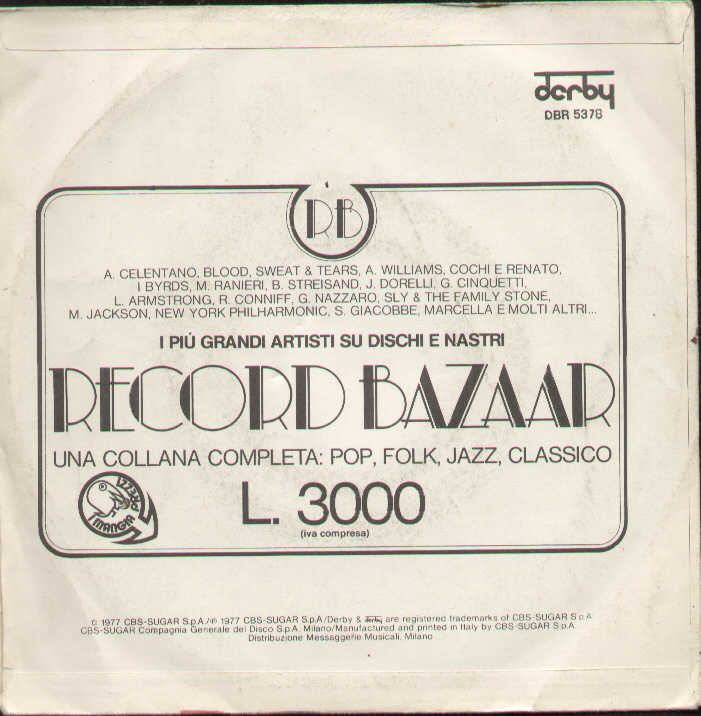 derby
DBR 5376
RB
A. CELENTANO, BLOOD, SWEAT & TEARS, A. WILLIAMS, COCHI E RENATO,
I BYRDS, M. RANIERI, B. STREISAND, J. DORELLI, G. CINQUETTI,
L. ARMSTRONG, R. CONNIFF, G. NAZZARO, SLY & THE FAMILY STONE,
M. JACKSON, NEW YORK PHILHARMONIC, S. GIACOBBE, MARCELLA E MOLTI ALTRI...
I PIÚ GRANDI ARTISTI SU DISCHI E NASTRI
RECORD BAZAAR
UNA COLLANA COMPLETA: POP, FOLK, JAZZ, CLASSICO
MANGIA PREZZI
L. 3000
(iva compresa)
© 1977 CBS-SUGAR S.p.A./℗ 1977 CBS-SUGAR S.p.A/Derby & derby are registered trademarks of CBS-SUGAR S.p.A.
CBS-SUGAR Compagnia Generale del Disco S.p.A. Milano/Manufactured and printed in Italy by CBS-SUGAR S.p.A.
Distribuzione Messaggerie Musicali, Milano